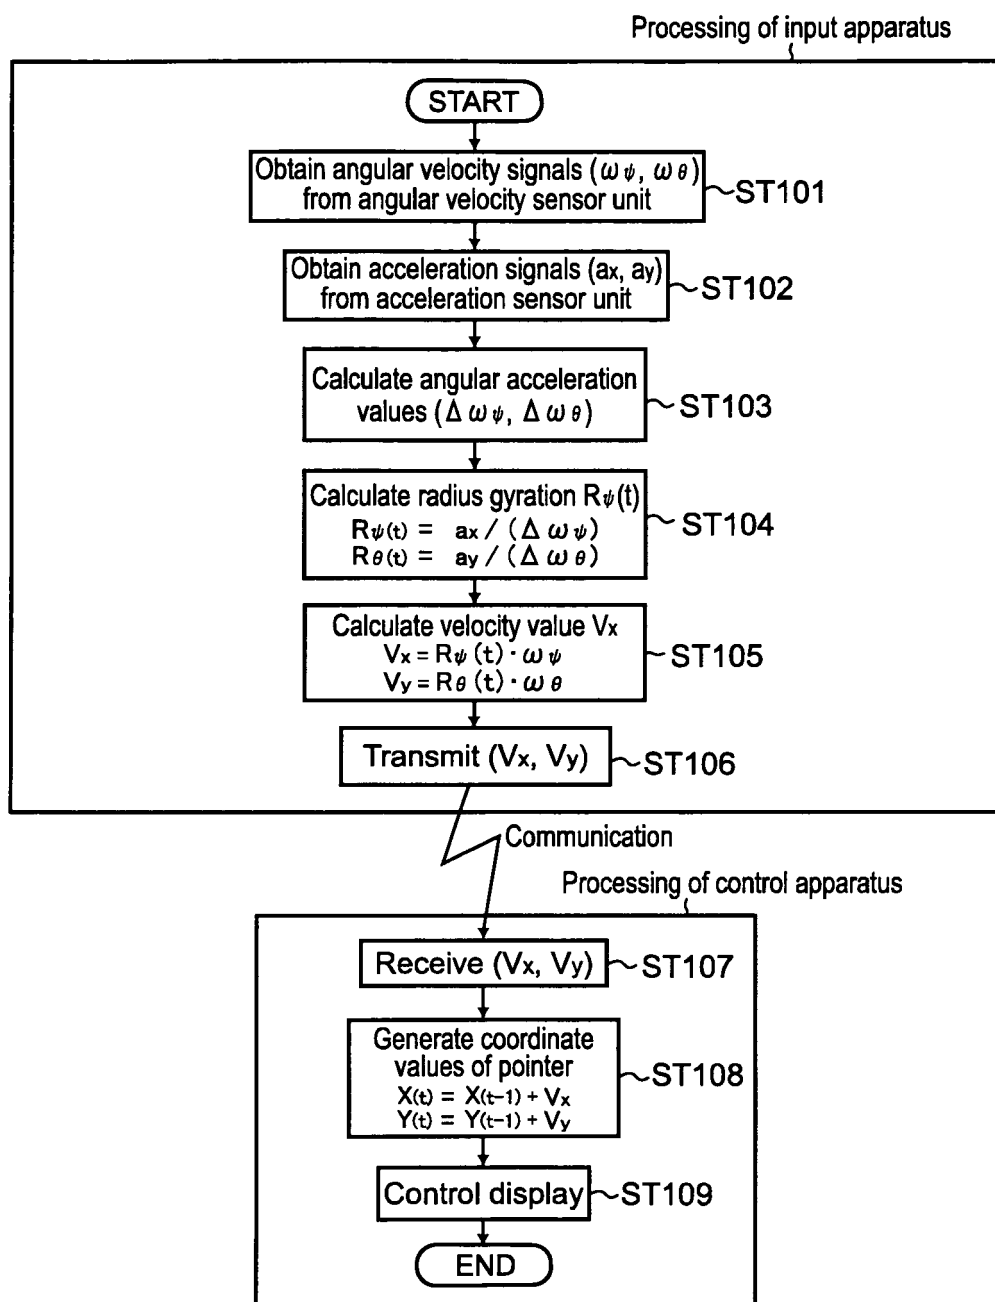 Processing of input apparatus
START
Obtain angular velocity signals (ωψ, ωθ)
from angular velocity sensor unit
ST101
Obtain acceleration signals (ax, ay)
from acceleration sensor unit
ST102
Calculate angular acceleration
values (Δωψ, Δωθ)
ST103
Calculate radius gyration Rψ(t)
Rψ(t) = ax / (Δωψ)
Rθ(t) = ay / (Δωθ)
ST104
Calculate velocity value Vx
Vx = Rψ(t)・ωψ
Vy = Rθ(t)・ωθ
ST105
Transmit (Vx, Vy)
ST106
Communication
Processing of control apparatus
Receive (Vx, Vy)
ST107
Generate coordinate
values of pointer
X(t) = X(t-1) + Vx
Y(t) = Y(t-1) + Vy
ST108
Control display
ST109
END